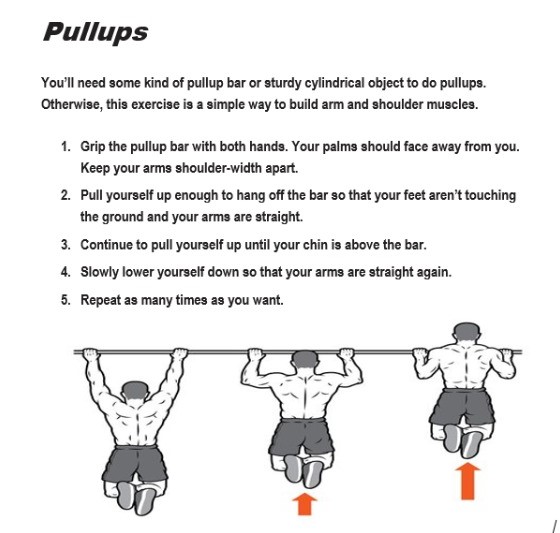 Pullups
You'll need some kind of pullup bar or sturdy cylindrical object to do pullups.
Otherwise, this exercise is a simple way to build arm and shoulder muscles.
1. Grip the pullup bar with both hands. Your palms should face away from you.
Keep your arms shoulder-width apart.
2. Pull yourself up enough to hang off the bar so that your feet aren't touching
the ground and your arms are straight.
3. Continue to pull yourself up until your chin is above the bar.
4. Slowly lower yourself down so that your arms are straight again.
5. Repeat as many times as you want.